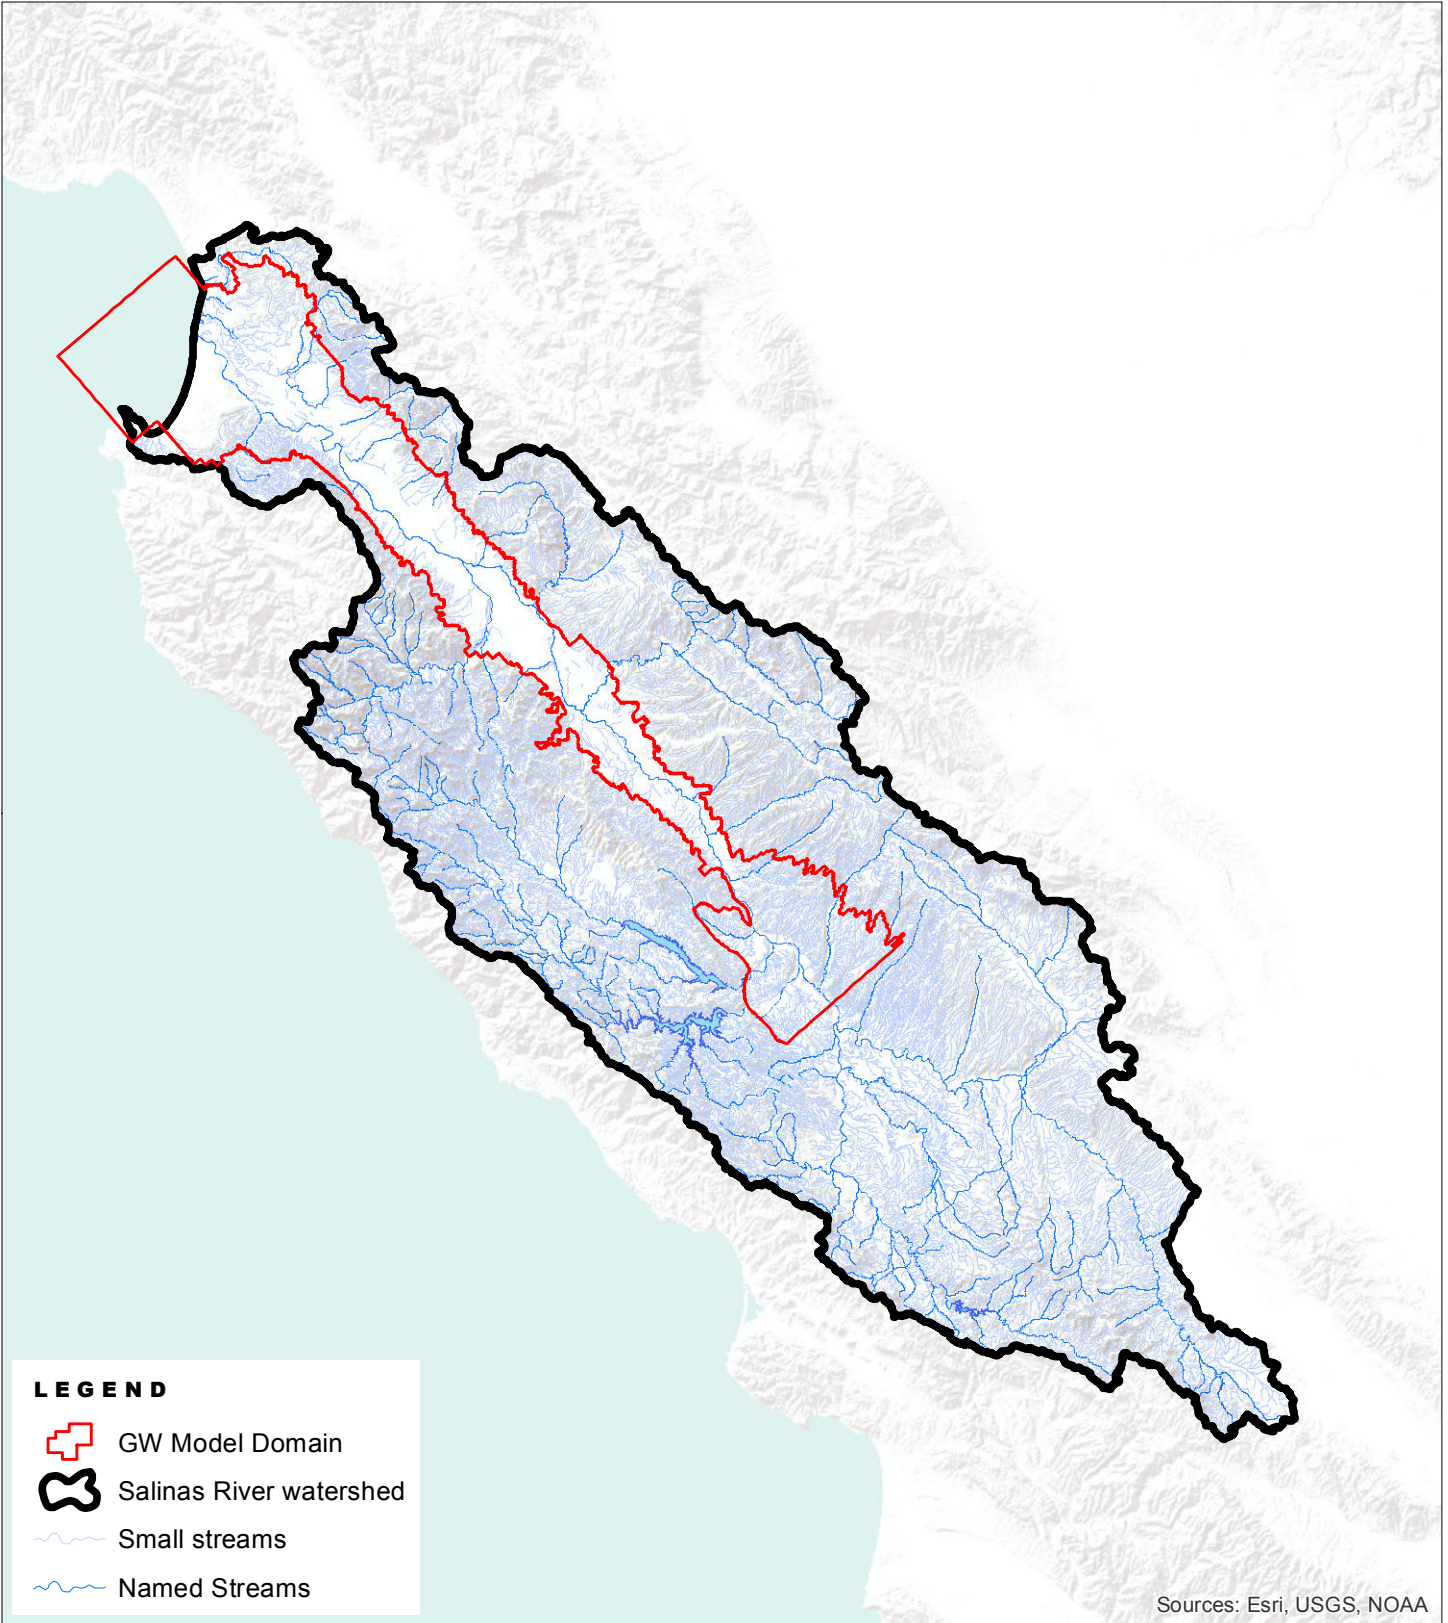 LEGEND
GW Model Domain
Salinas River watershed
Small streams
Named Streams
Sources: Esri, USGS, NOAA